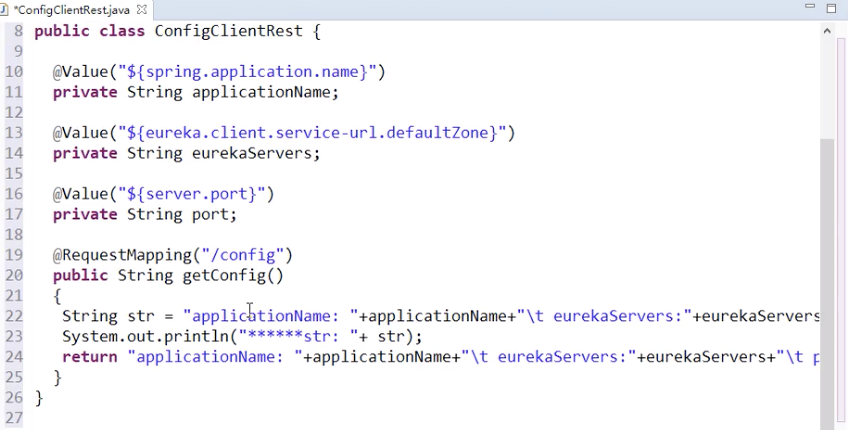 *ConfigClientRest.java
8 public class ConfigClientRest {
9
10 @Value("${spring.application.name}")
11 private String applicationName;
12
13 @Value("${eureka.client.service-url.defaultZone}")
14 private String eurekaServers;
15
16 @Value("${server.port}")
17 private String port;
18
19 @RequestMapping("/config")
20 public String getConfig()
21 {
22 String str = "applicationName: "+applicationName+"\t eurekaServers:"+eurekaServers
23 System.out.println("******str: "+ str);
24 return "applicationName: "+applicationName+"\t eurekaServers:"+eurekaServers+"\t p
25 }
26 }
27